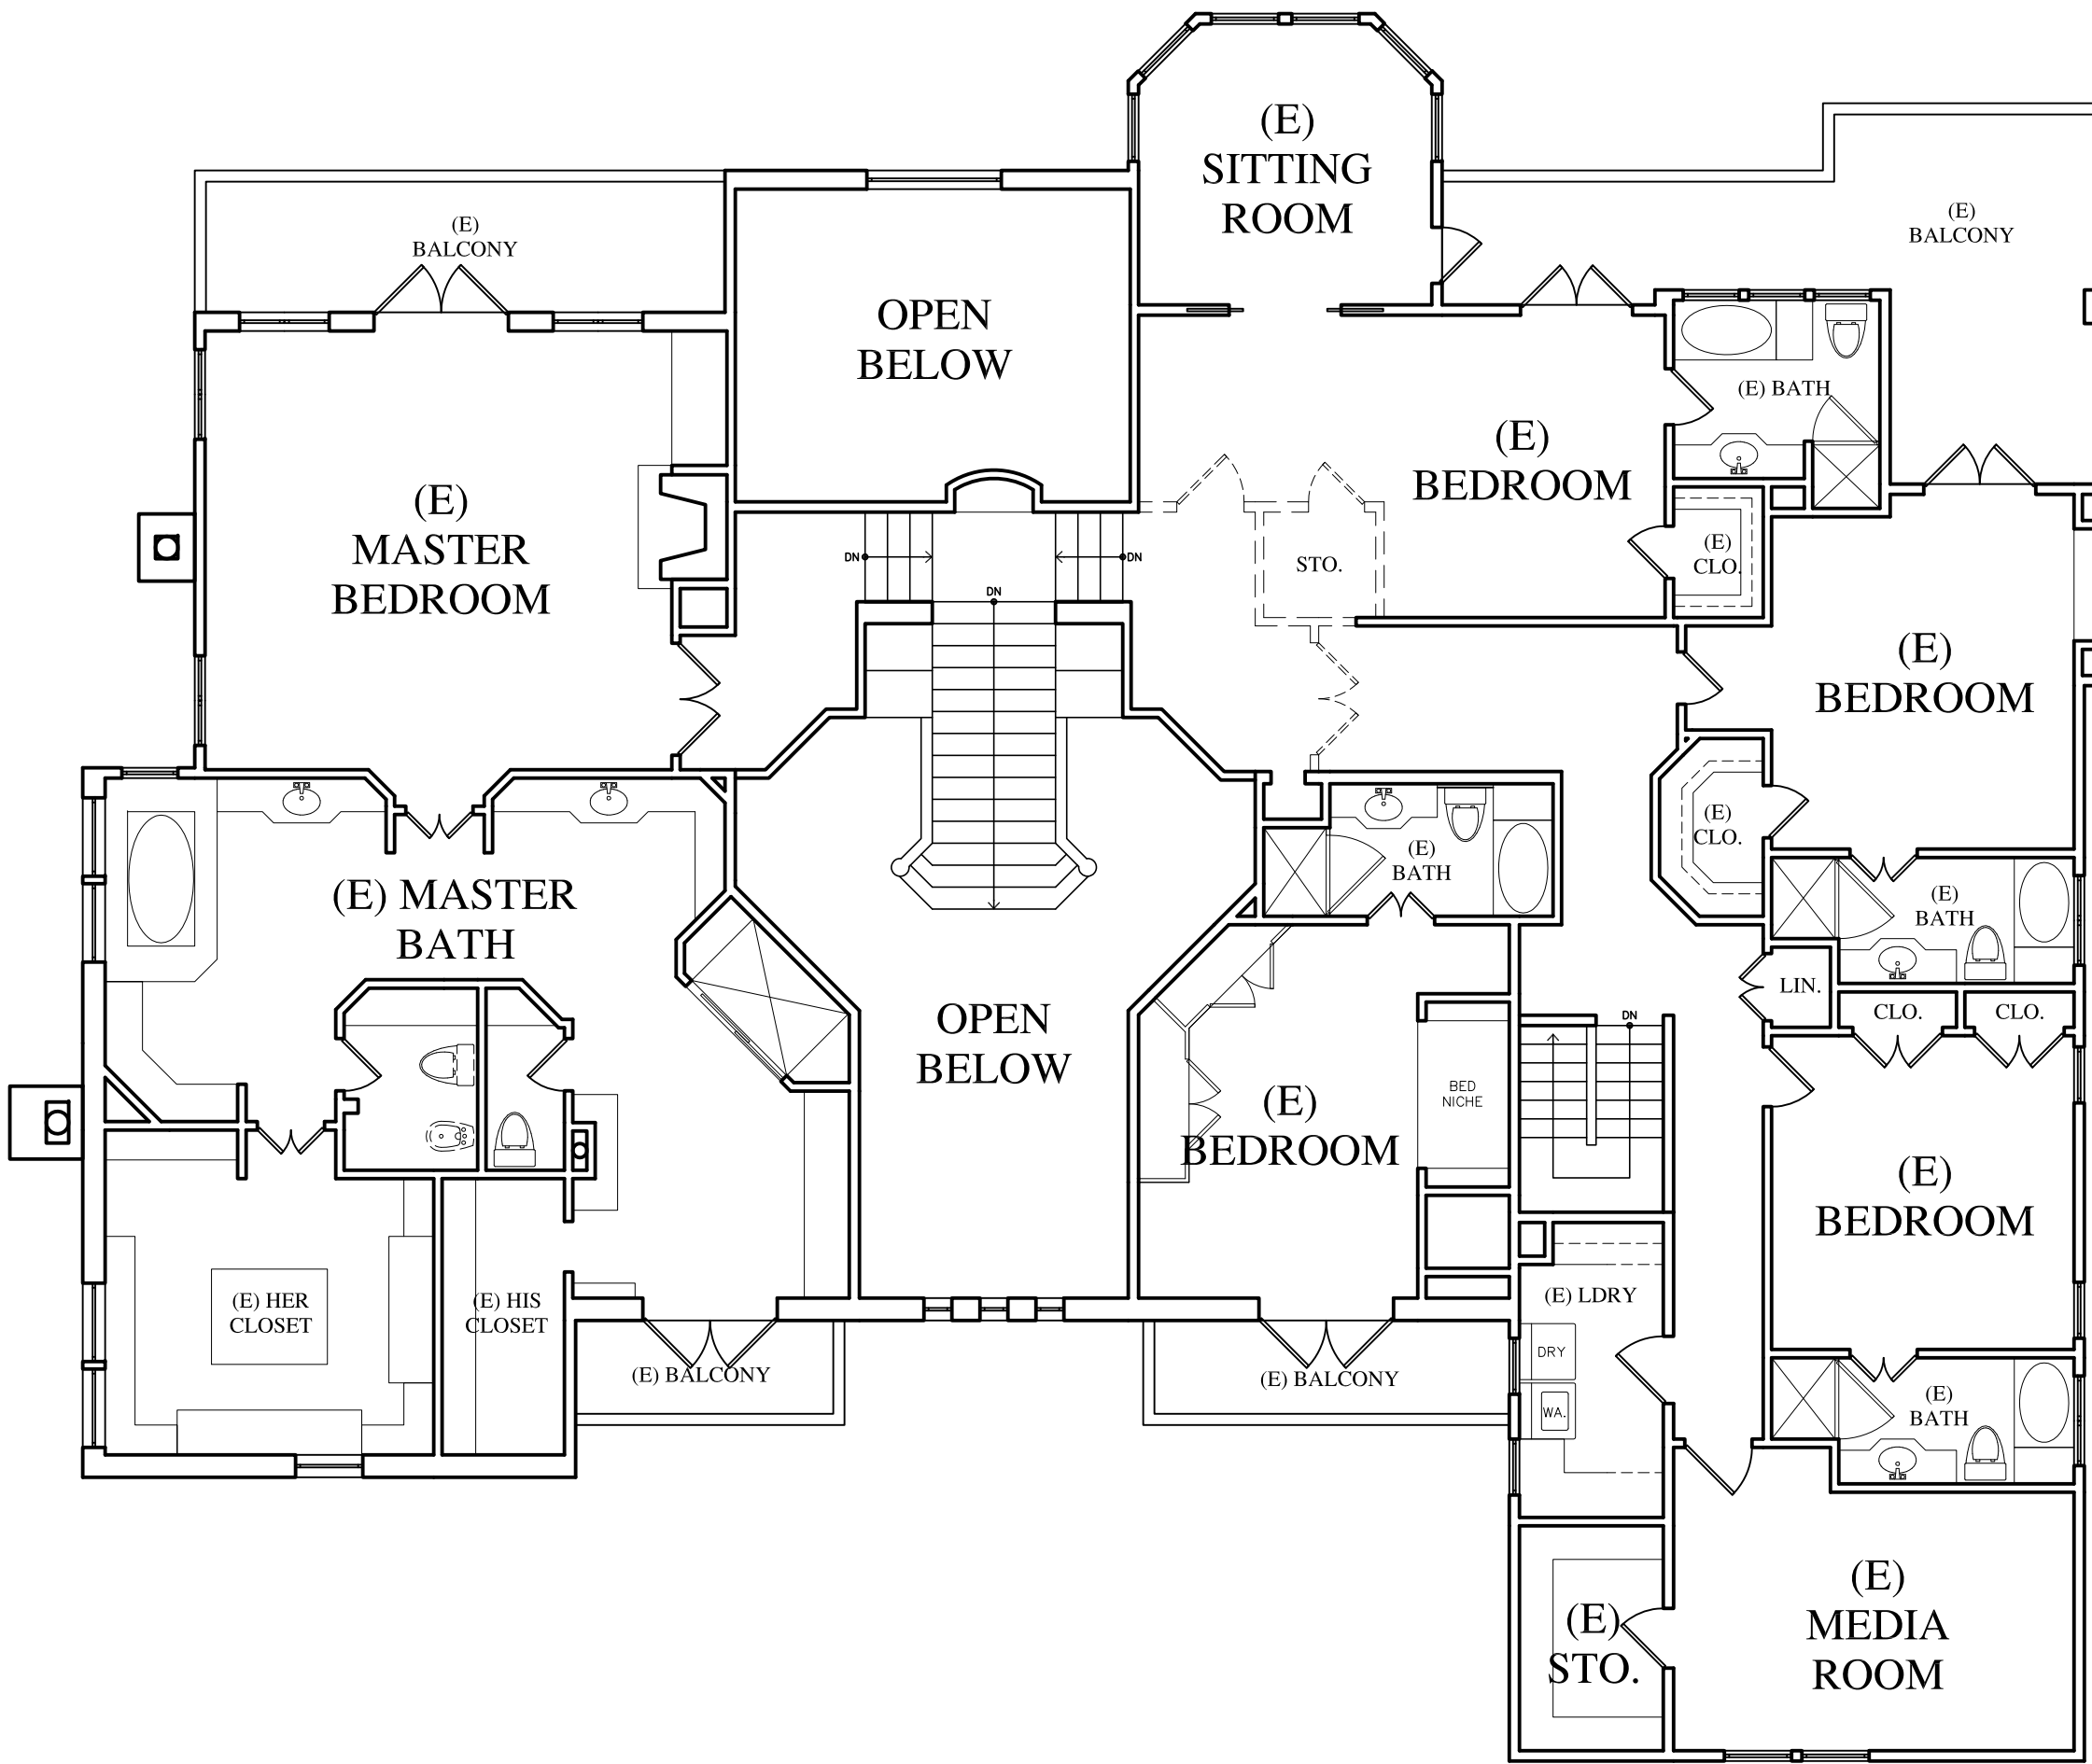 (E)
SITTING
ROOM
(E)
BALCONY
(E)
BALCONY
OPEN
BELOW
(E) BATH
(E)
BEDROOM
(E)
MASTER
BEDROOM
DN
DN
DN
STO.
(E)
CLO.
(E)
BEDROOM
(E)
CLO.
(E) MASTER
BATH
(E)
BATH
(E)
BATH
LIN.
CLO.
CLO.
OPEN
BELOW
DN
BED
NICHE
(E)
BEDROOM
(E)
BEDROOM
(E) HER
CLOSET
(E) HIS
CLOSET
(E) LDRY
(E) BALCONY
(E) BALCONY
DRY
WA.
(E)
BATH
(E)
STO.
(E)
MEDIA
ROOM